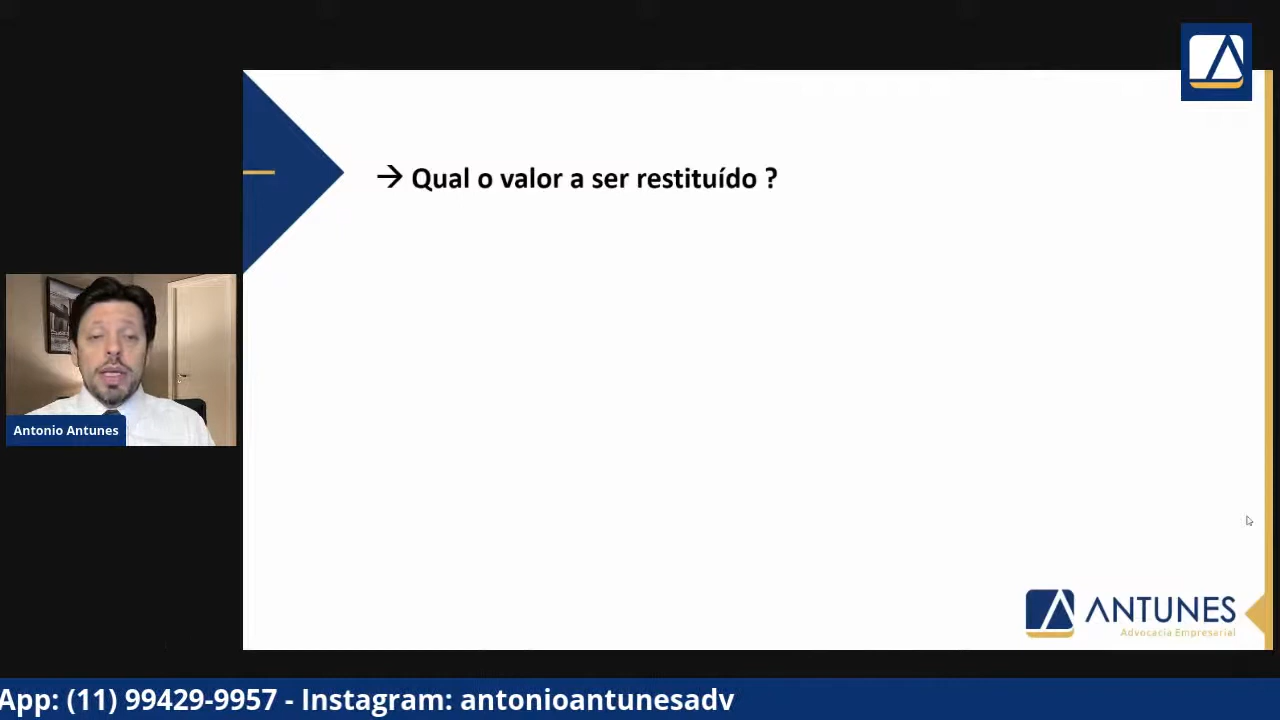 → Qual o valor a ser restituído ?
Antonio Antunes
ANTUNES
Advocacia Empresarial
App: (11) 99429-9957 - Instagram: antonioantunesadv